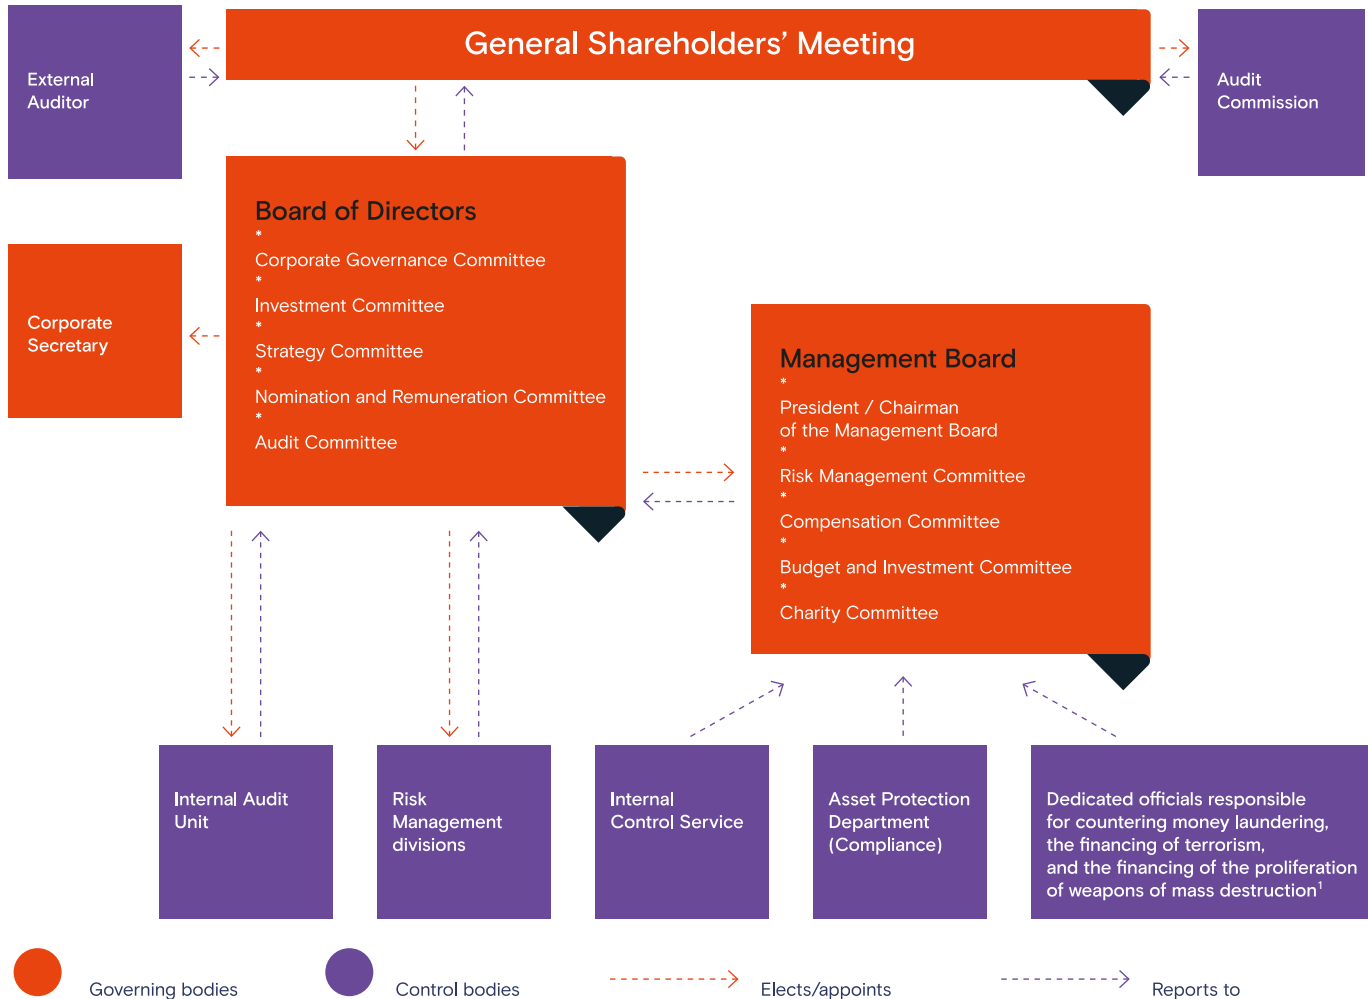 General Shareholders’ Meeting
External
Auditor
Audit
Commission
Board of Directors
*
Corporate Governance Committee
*
Investment Committee
*
Strategy Committee
*
Nomination and Remuneration Committee
*
Audit Committee
Corporate
Secretary
Management Board
*
President / Chairman
of the Management Board
*
Risk Management Committee
*
Compensation Committee
*
Budget and Investment Committee
*
Charity Committee
Internal Audit
Unit
Risk
Management
divisions
Internal
Control Service
Asset Protection
Department
(Compliance)
Dedicated officials responsible
for countering money laundering,
the financing of terrorism,
and the financing of the proliferation
of weapons of mass destruction¹
Governing bodies
Control bodies
Elects/appoints
Reports to